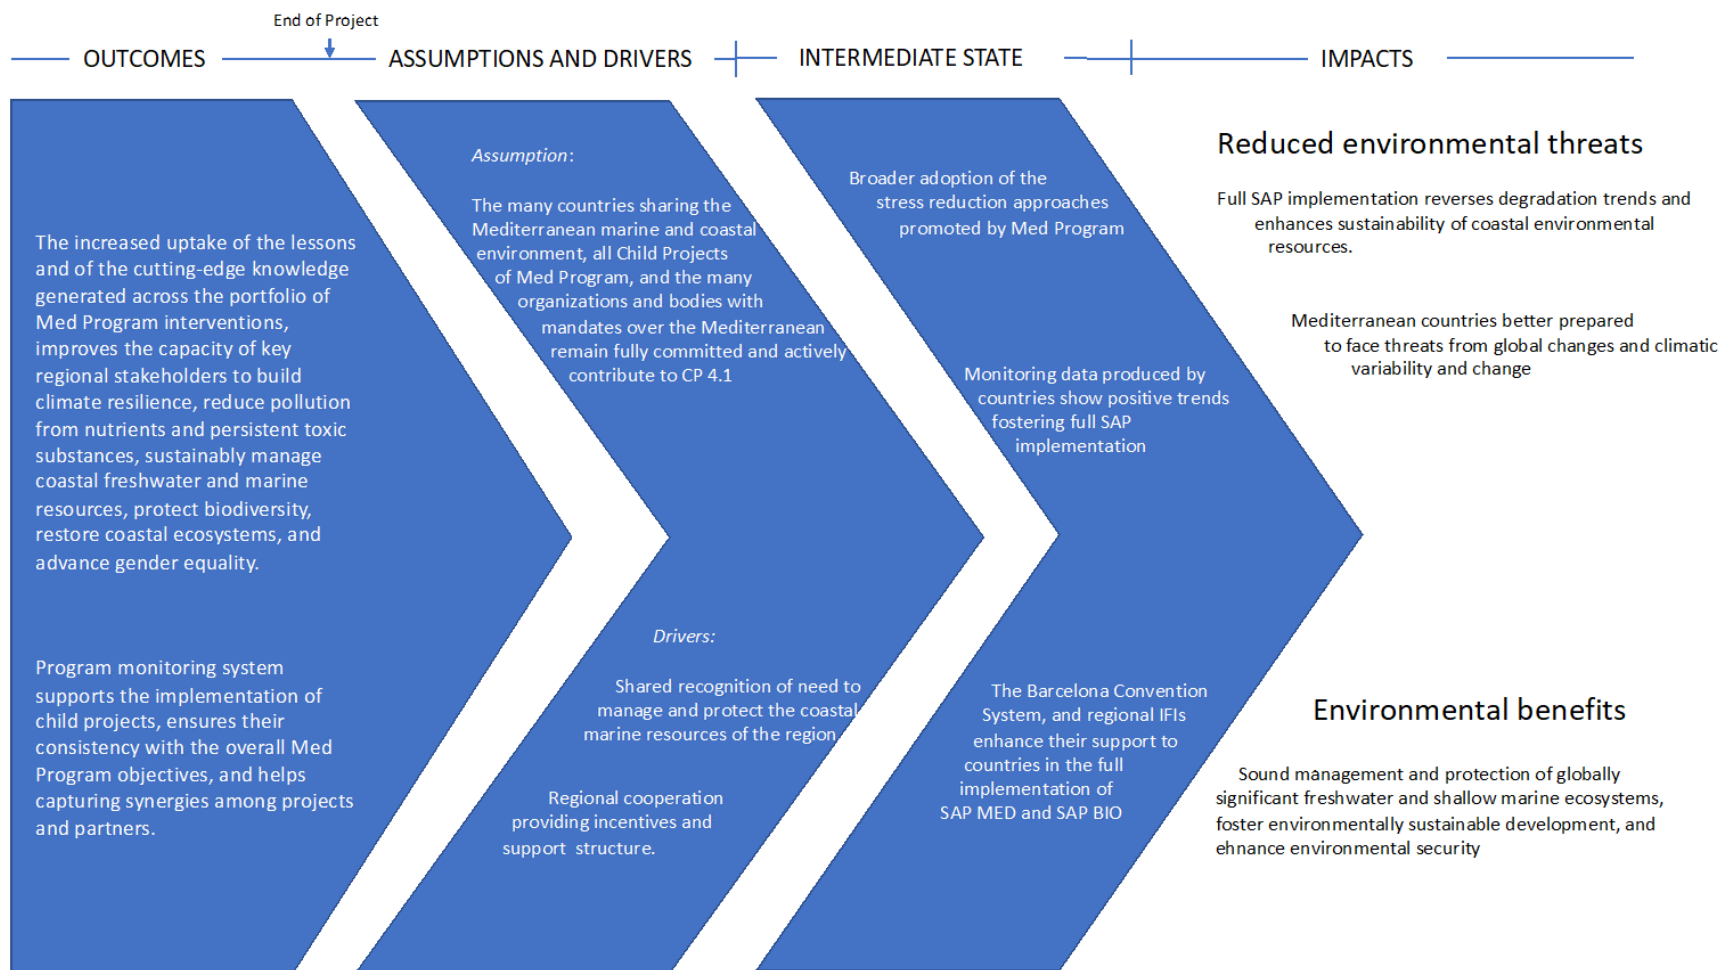 End of Project
OUTCOMES
ASSUMPTIONS AND DRIVERS
INTERMEDIATE STATE
IMPACTS
The increased uptake of the lessons
and of the cutting-edge knowledge
generated across the portfolio of
Med Program interventions,
improves the capacity of key
regional stakeholders to build
climate resilience, reduce pollution
from nutrients and persistent toxic
substances, sustainably manage
coastal freshwater and marine
resources, protect biodiversity,
restore coastal ecosystems, and
advance gender equality.
Program monitoring system
supports the implementation of
child projects, ensures their
consistency with the overall Med
Program objectives, and helps
capturing synergies among projects
and partners.
Assumption:
The many countries sharing the
Mediterranean marine and coastal
environment, all Child Projects
of Med Program, and the many
organizations and bodies with
mandates over the Mediterranean
remain fully committed and actively
contribute to CP 4.1
Drivers:
Shared recognition of need to
manage and protect the coastal
marine resources of the region
Regional cooperation
providing incentives and
support structure.
Broader adoption of the
stress reduction approaches
promoted by Med Program
Monitoring data produced by
countries show positive trends
fostering full SAP
implementation
The Barcelona Convention
System, and regional IFIs
enhance their support to
countries in the full
implementation of
SAP MED and SAP BIO
Reduced environmental threats
Full SAP implementation reverses degradation trends and
enhances sustainability of coastal environmental
resources.
Mediterranean countries better prepared
to face threats from global changes and climatic
variability and change
Environmental benefits
Sound management and protection of globally
significant freshwater and shallow marine ecosystems,
foster environmentally sustainable development, and
ehnance environmental security